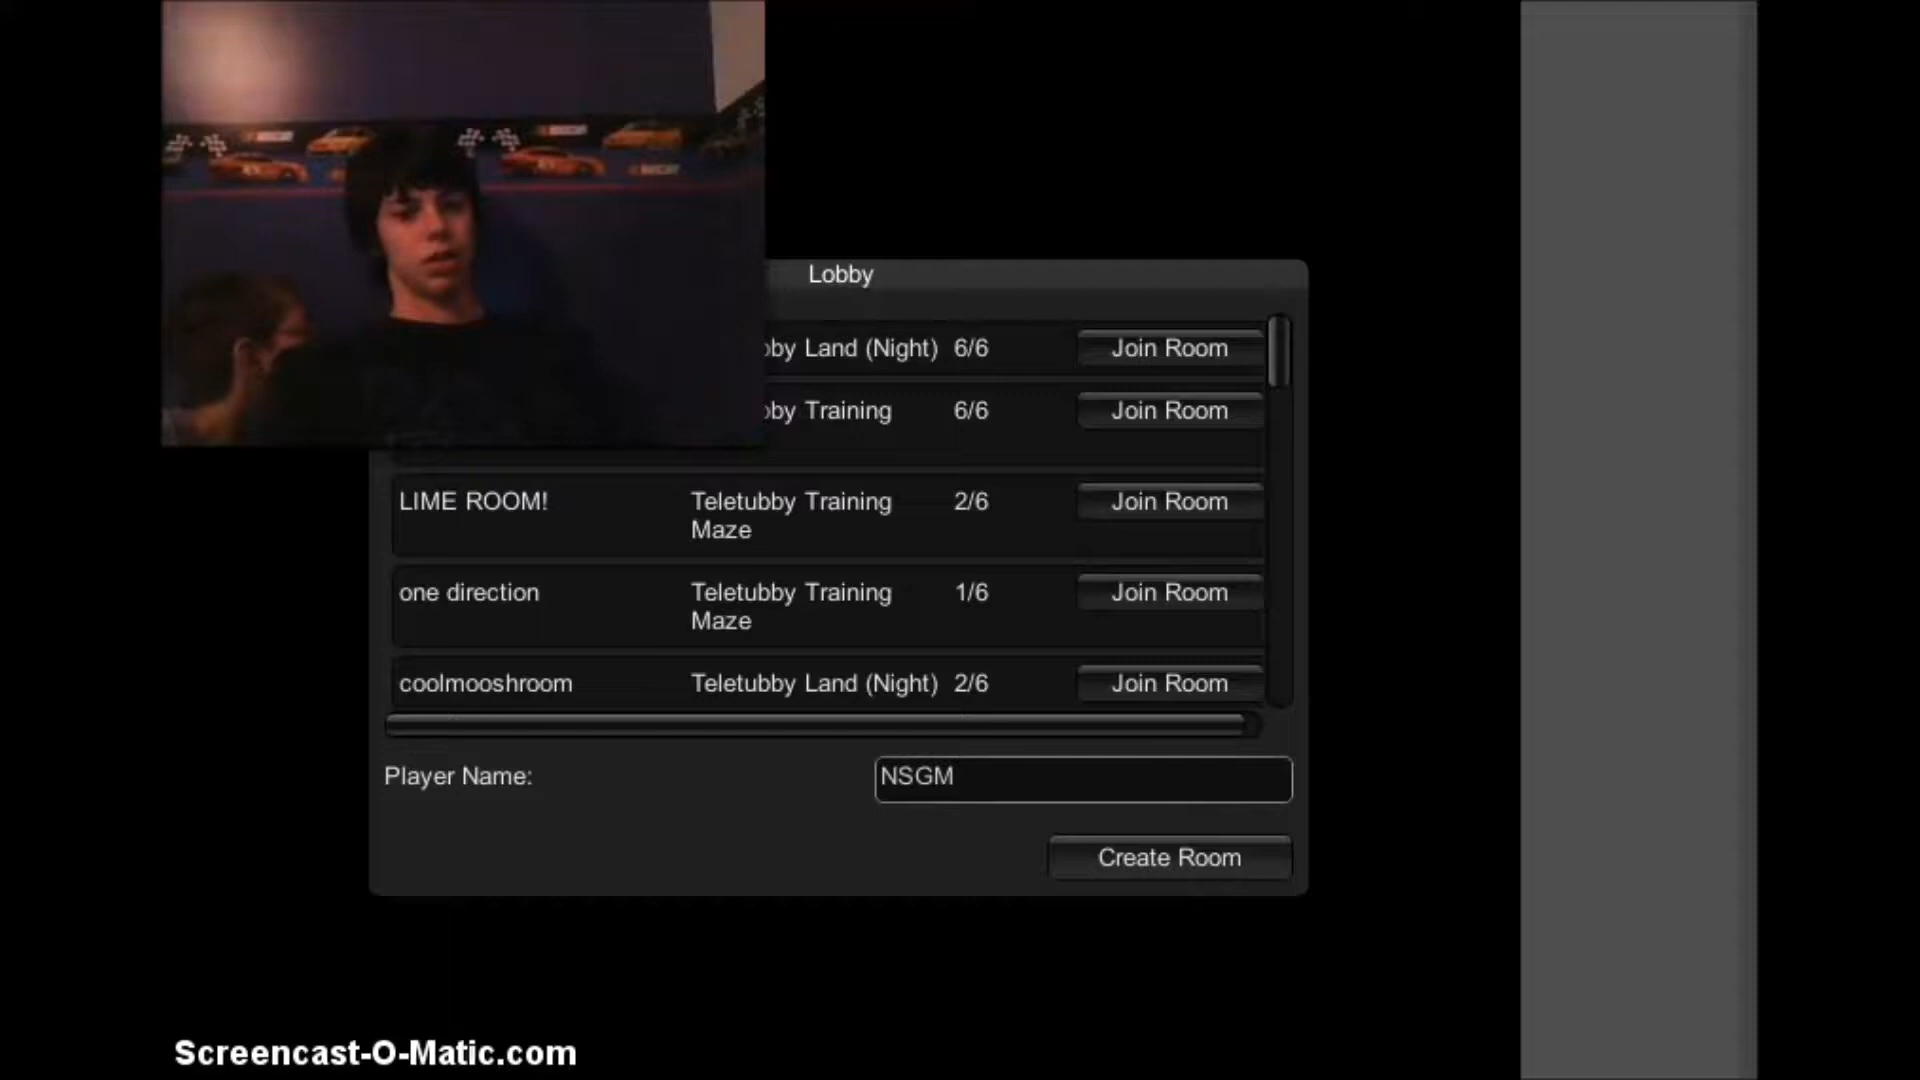 Lobby
Land (Night) 6/6 Join Room
Training 6/6 Join Room
LIME ROOM! Teletubby Training 2/6 Join Room
Maze
one direction Teletubby Training 1/6 Join Room
Maze
coolmooshroom Teletubby Land (Night) 2/6 Join Room
Player Name: NSGM
Create Room
Screencast-O-Matic.com